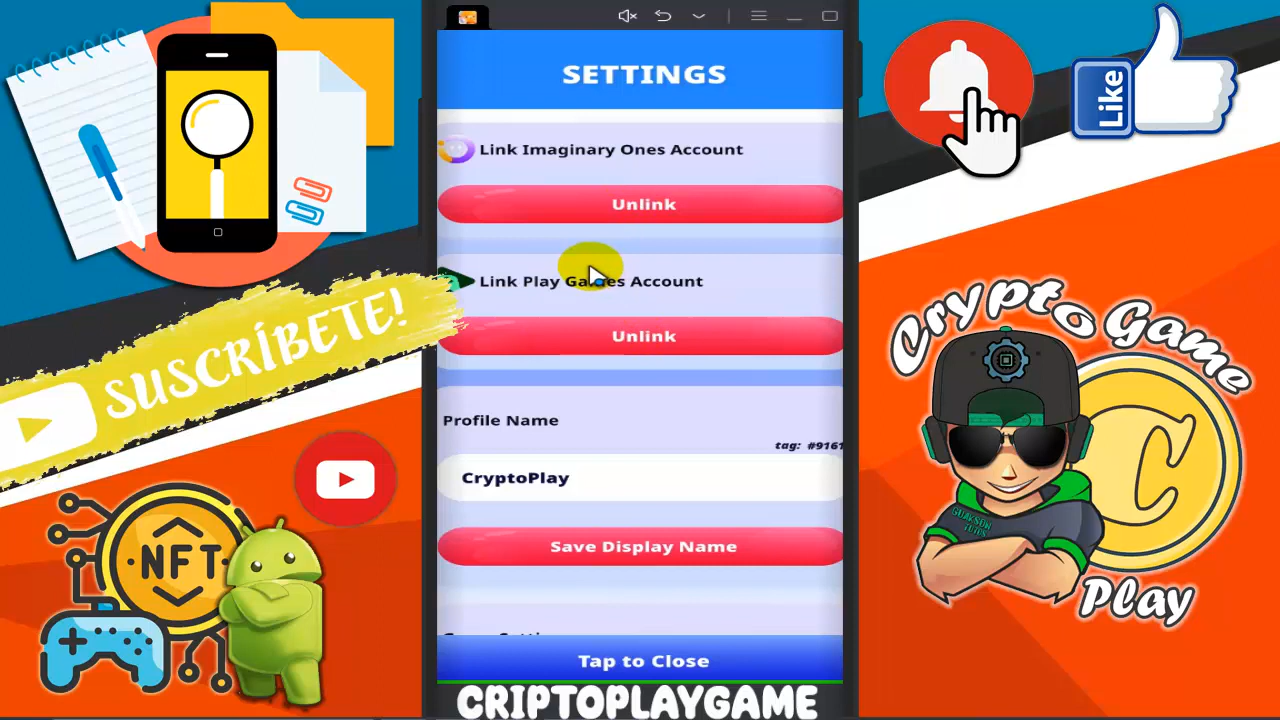 SETTINGS
Link Imaginary Ones Account
Unlink
Link Play Games Account
Unlink
Profile Name
tag: #9161
CryptoPlay
Save Display Name
Tap to Close
CRIPTOPLAYGAME
SUSCRÍBETE!
NFT
Like
Crypto Game
Play